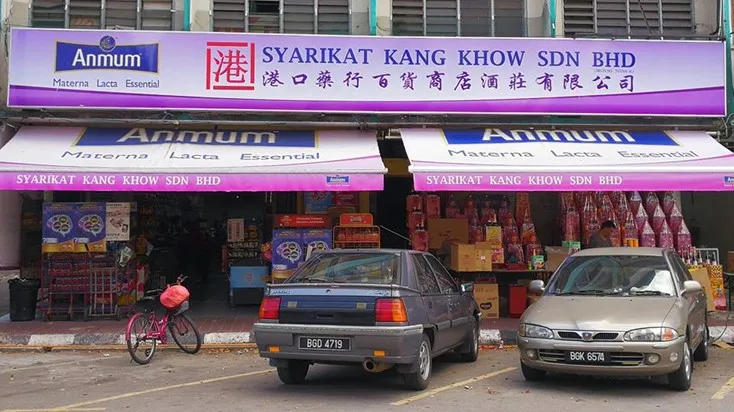 Anmum
Materna Lacta Essential
港
SYARIKAT KANG KHOW SDN BHD
港口藥行百貨商店酒莊有限公司
Anmum
Materna Lacta Essential
SYARIKAT KANG KHOW SDN BHD
Anmum
Anmum
Materna Lacta Essential
SYARIKAT KANG KHOW SDN BHD
BGD 4719
BGK 6574